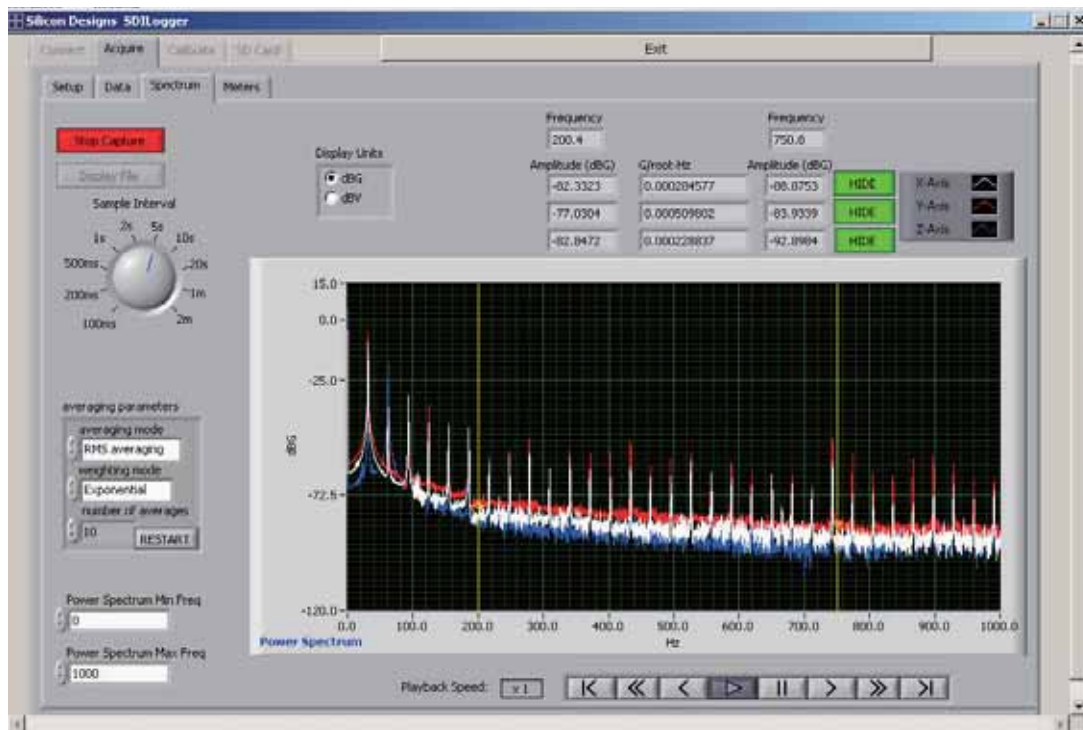 Silicon Designs SDILogger
Connect Acquire Calibrate SD Card
Exit
Setup Data Spectrum Meters
Stop Capture
Display File
Sample Interval
100ms 200ms 500ms 1s 2s 5s 10s 20s 1m 2m
Display Units
dBG
dBV
Frequency Frequency
200.4 750.6
Amplitude (dBG) G/root-Hz Amplitude (dBG)
-82.3323 0.000284577 -88.8753 HIDE X-Axis
-77.0304 0.000509802 -83.9339 HIDE Y-Axis
-82.8472 0.000228837 -92.8984 HIDE Z-Axis
averaging parameters
averaging mode
RMS averaging
weighting mode
Exponential
number of averages
10 RESTART
Power Spectrum Min Freq
0
Power Spectrum Max Freq
1000
15.0
0.0
-25.0
-72.5
-120.0
dBG
0.0 100.0 200.0 300.0 400.0 500.0 600.0 700.0 800.0 900.0 1000.0
Power Spectrum Hz
Playback Speed: x1